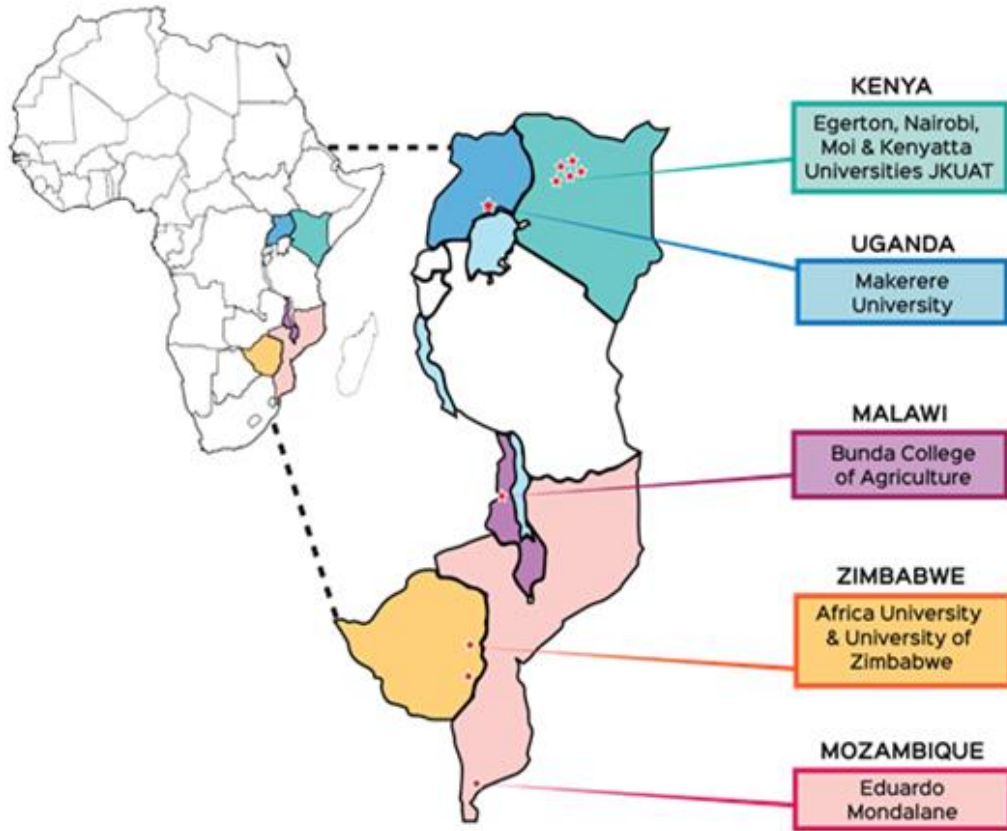 KENYA
Egerton, Nairobi,
Moi & Kenyatta
Universities JKUAT
UGANDA
Makerere
University
MALAWI
Bunda College
of Agriculture
ZIMBABWE
Africa University
& University of
Zimbabwe
MOZAMBIQUE
Eduardo
Mondalane